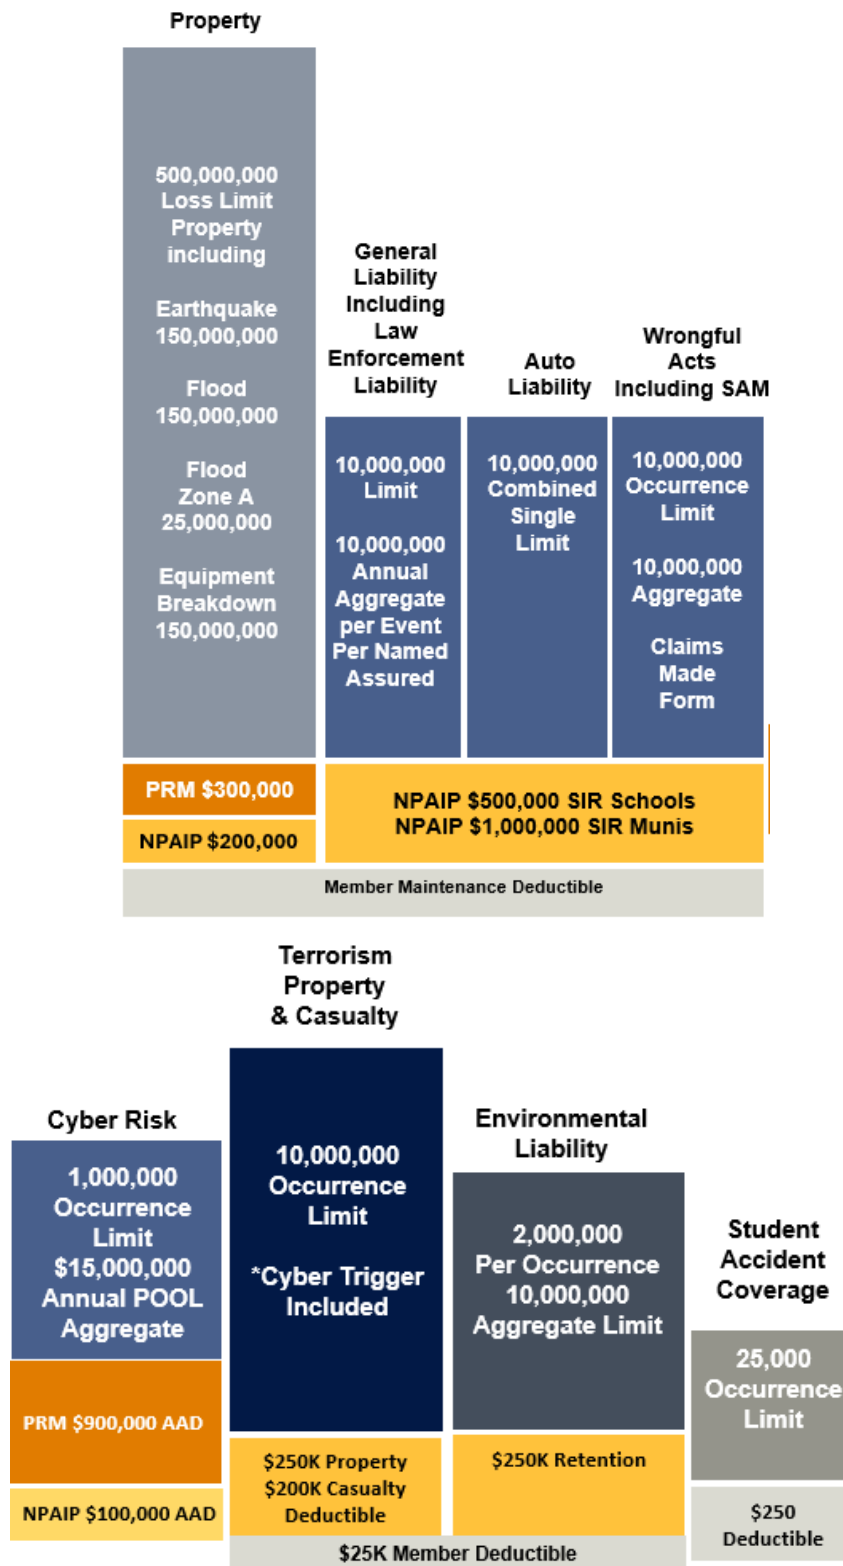 Property
500,000,000
Loss Limit
Property
including
Earthquake
150,000,000
Flood
150,000,000
Flood
Zone A
25,000,000
Equipment
Breakdown
150,000,000
General
Liability
Including
Law
Enforcement
Liability
10,000,000
Limit
10,000,000
Annual
Aggregate
per Event
Per Named
Assured
Auto
Liability
10,000,000
Combined
Single
Limit
Wrongful
Acts
Including SAM
10,000,000
Occurrence
Limit
10,000,000
Aggregate
Claims
Made
Form
PRM $300,000
NPAIP $200,000
NPAIP $500,000 SIR Schools
NPAIP $1,000,000 SIR Munis
Member Maintenance Deductible
Cyber Risk
1,000,000
Occurrence
Limit
$15,000,000
Annual POOL
Aggregate
PRM $900,000 AAD
NPAIP $100,000 AAD
Terrorism
Property
& Casualty
10,000,000
Occurrence
Limit
*Cyber Trigger
Included
$250K Property
$200K Casualty
Deductible
Environmental
Liability
2,000,000
Per Occurrence
10,000,000
Aggregate Limit
$250K Retention
$25K Member Deductible
Student
Accident
Coverage
25,000
Occurrence
Limit
$250
Deductible